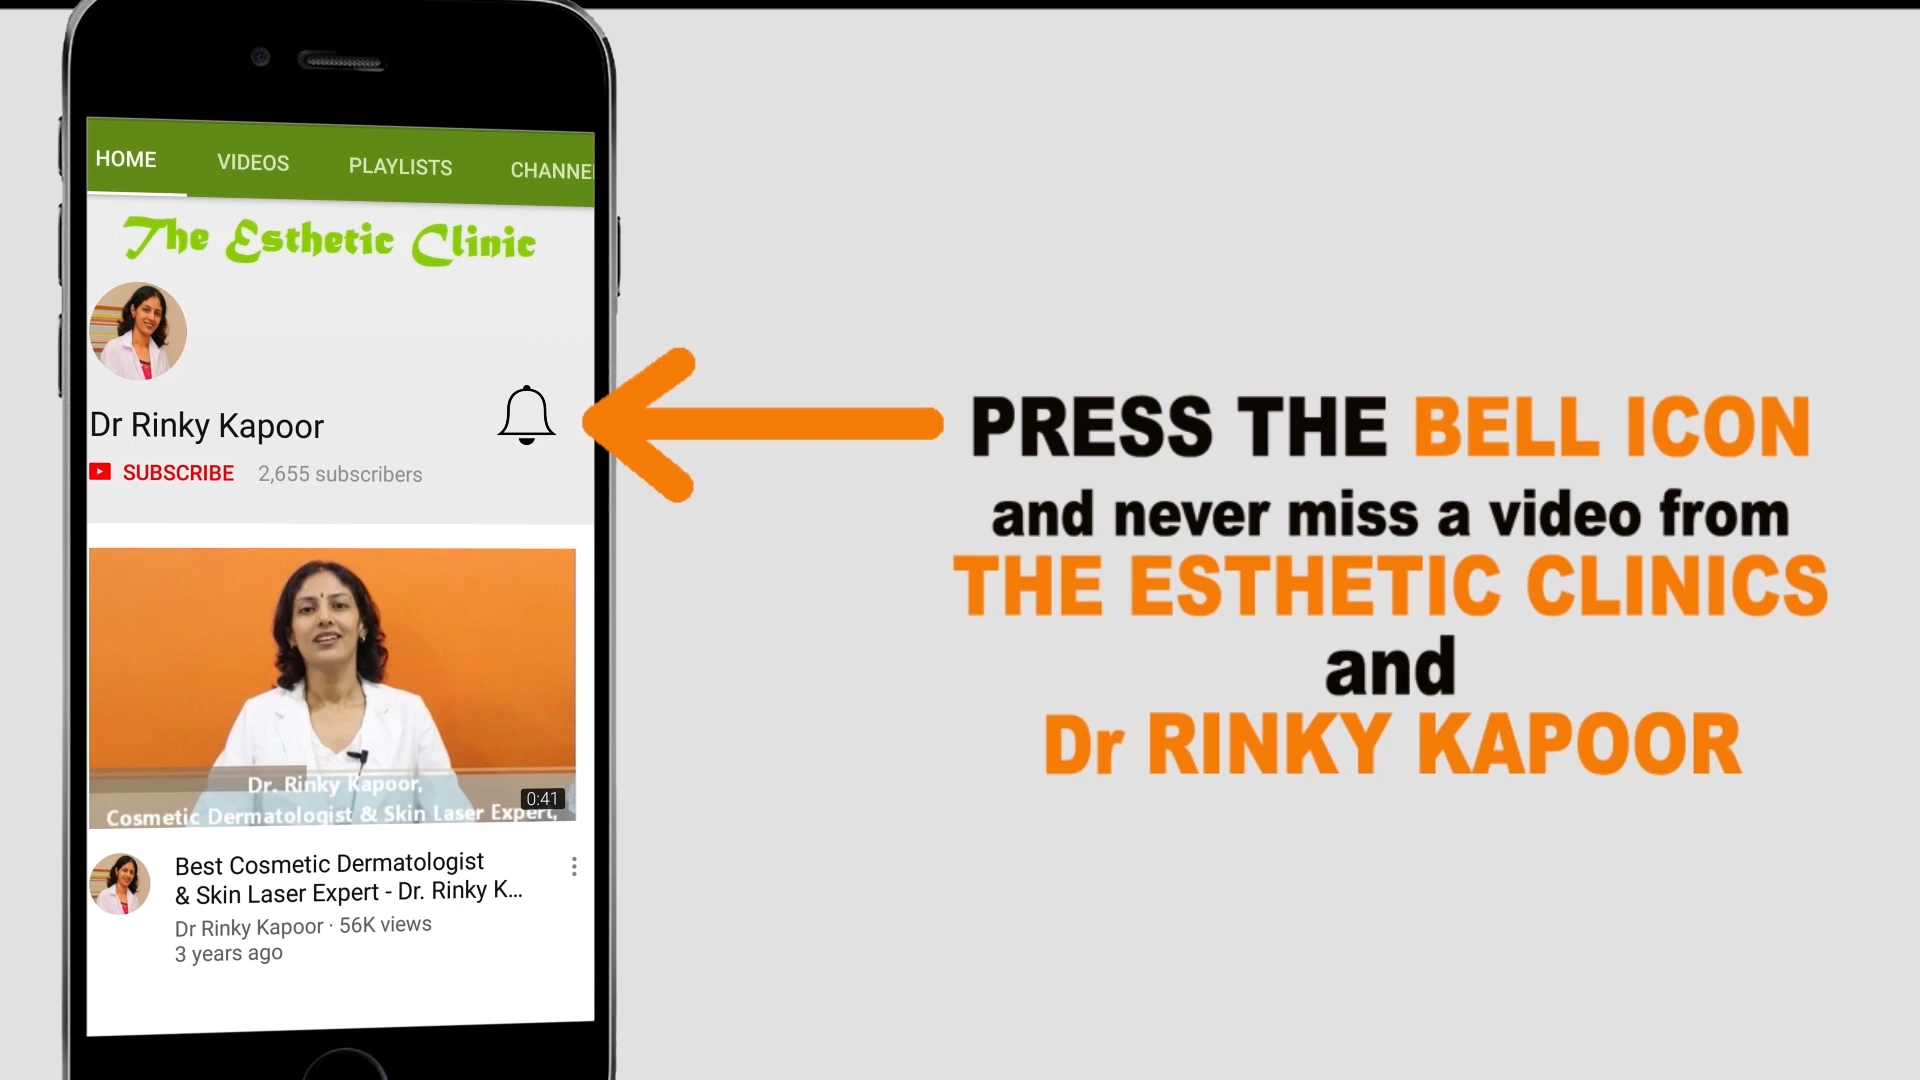 HOME VIDEOS PLAYLISTS CHANNE
The Esthetic Clinic
Dr Rinky Kapoor
SUBSCRIBE 2,655 subscribers
Dr. Rinky Kapoor,
0:41
Cosmetic Dermatologist & Skin Laser Expert,
Best Cosmetic Dermatologist
& Skin Laser Expert - Dr. Rinky K...
Dr Rinky Kapoor · 56K views
3 years ago
PRESS THE BELL ICON
and never miss a video from
THE ESTHETIC CLINICS
and
Dr RINKY KAPOOR